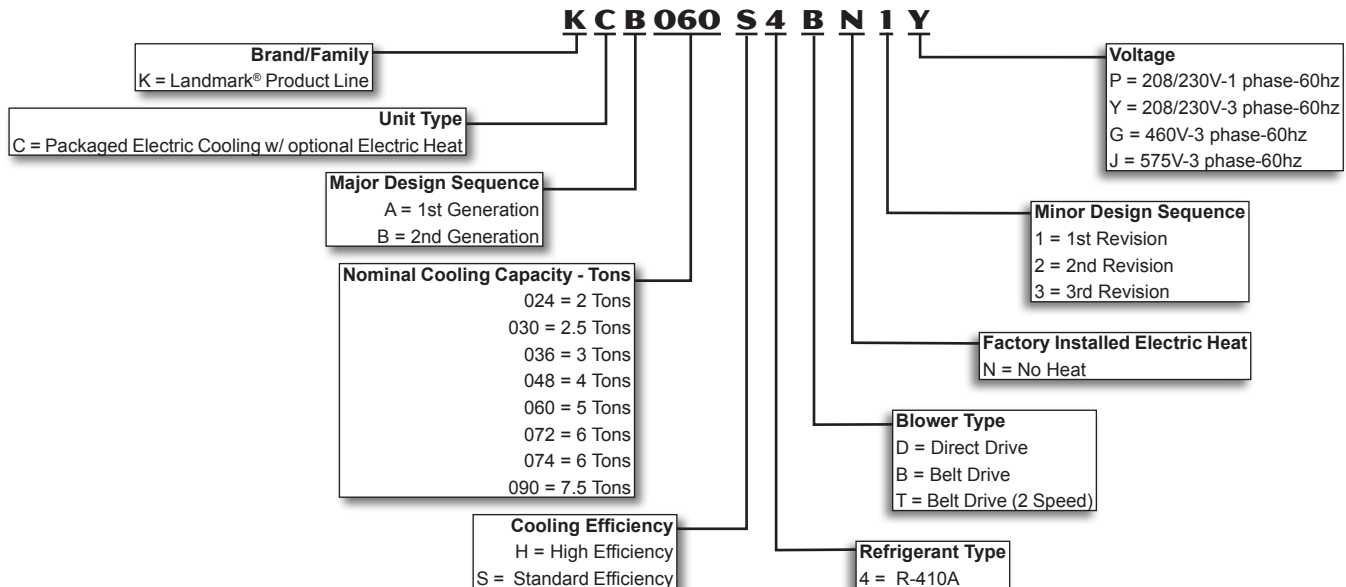 K C B 060 S 4 B N 1 Y
Brand/Family
K = Landmark® Product Line
Unit Type
C = Packaged Electric Cooling w/ optional Electric Heat
Major Design Sequence
A = 1st Generation
B = 2nd Generation
Nominal Cooling Capacity - Tons
024 = 2 Tons
030 = 2.5 Tons
036 = 3 Tons
048 = 4 Tons
060 = 5 Tons
072 = 6 Tons
074 = 6 Tons
090 = 7.5 Tons
Cooling Efficiency
H = High Efficiency
S = Standard Efficiency
Voltage
P = 208/230V-1 phase-60hz
Y = 208/230V-3 phase-60hz
G = 460V-3 phase-60hz
J = 575V-3 phase-60hz
Minor Design Sequence
1 = 1st Revision
2 = 2nd Revision
3 = 3rd Revision
Factory Installed Electric Heat
N = No Heat
Blower Type
D = Direct Drive
B = Belt Drive
T = Belt Drive (2 Speed)
Refrigerant Type
4 = R-410A